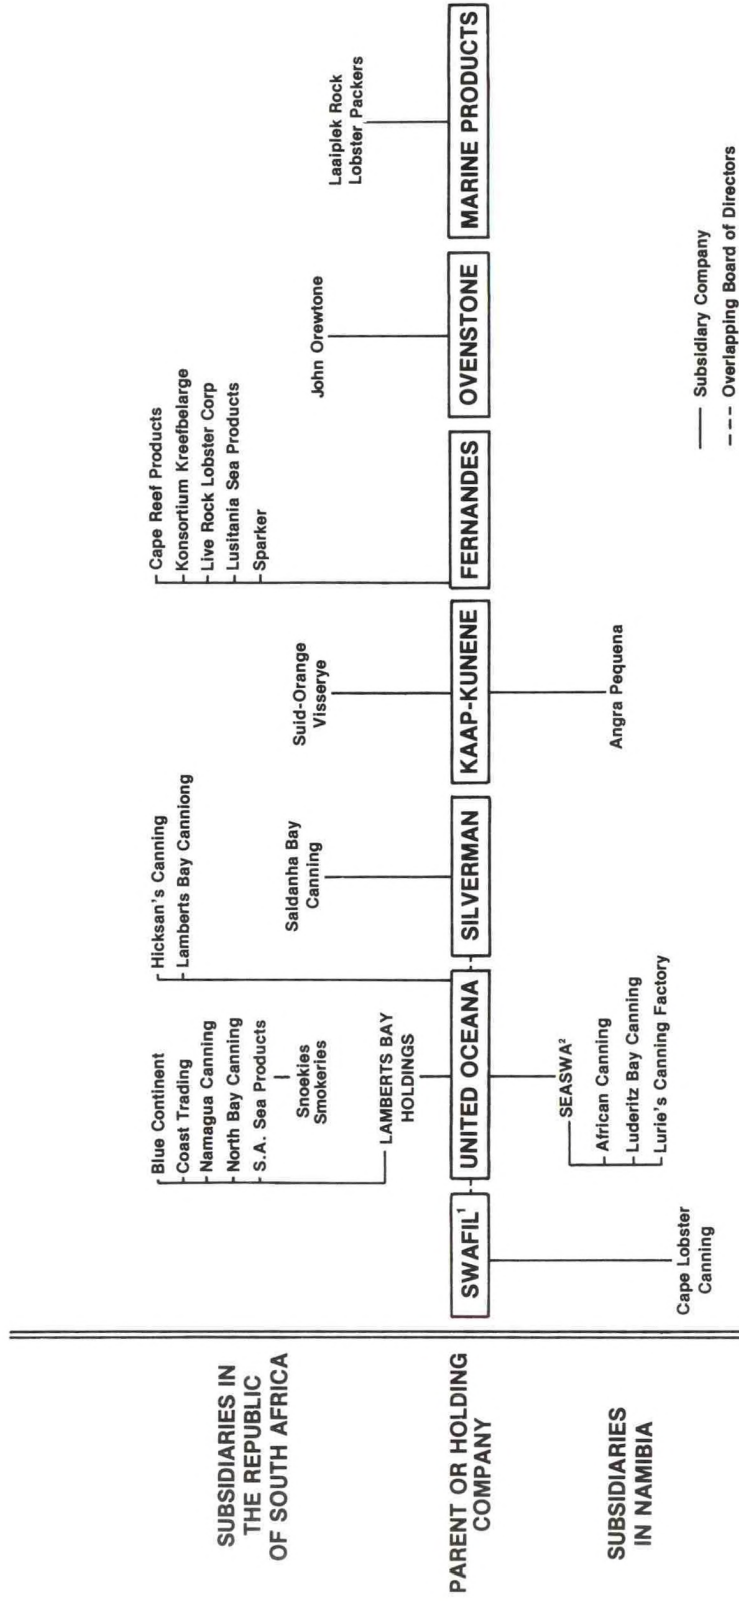 SUBSIDIARIES IN
THE REPUBLIC
OF SOUTH AFRICA
Blue Continent
Coast Trading
Namagua Canning
North Bay Canning
S.A. Sea Products
Snoekies
Smokeries
LAMBERTS BAY
HOLDINGS
Hicksan's Canning
Lamberts Bay Canniong
Saldanha Bay
Canning
Suid-Orange
Visserye
Cape Reef Products
Konsortium Kreefbelarge
Live Rock Lobster Corp
Lusitania Sea Products
Sparker
John Orewtone
Laaiplek Rock
Lobster Packers
PARENT OR HOLDING
COMPANY
SWAFIL¹
UNITED OCEANA
SILVERMAN
KAAP-KUNENE
FERNANDES
OVENSTONE
MARINE PRODUCTS
SUBSIDIARIES
IN NAMIBIA
Cape Lobster
Canning
SEASWA²
African Canning
Luderitz Bay Canning
Lurie's Canning Factory
Angra Pequena
Subsidiary Company
Overlapping Board of Directors